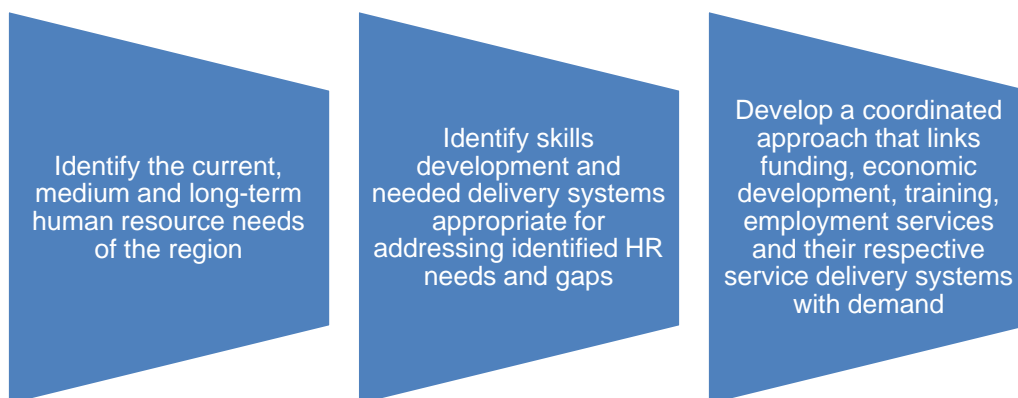 Identify the current,
medium and long-term
human resource needs
of the region
Identify skills
development and
needed delivery systems
appropriate for
addressing identified HR
needs and gaps
Develop a coordinated
approach that links
funding, economic
development, training,
employment services
and their respective
service delivery systems
with demand